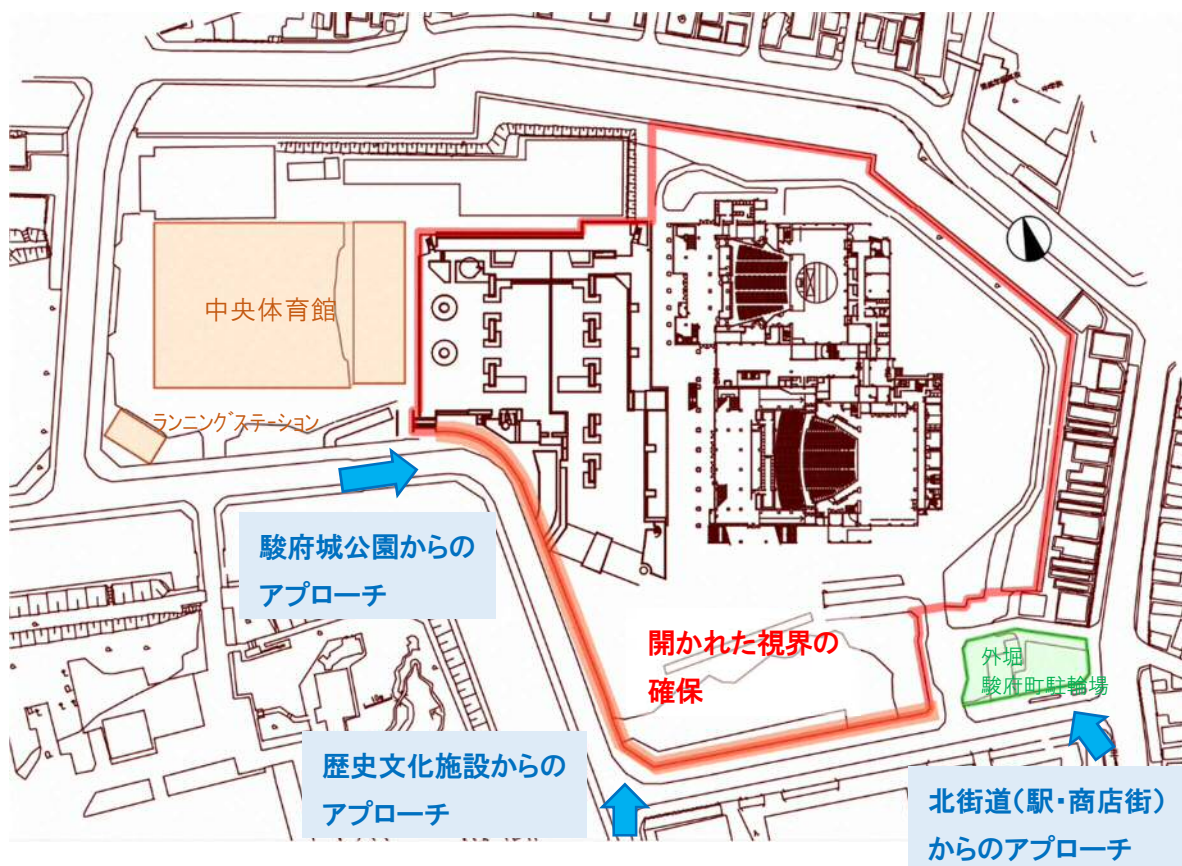 中央体育館
ランニングステーション
駿府城公園からの
アプローチ
開かれた視界の
確保
外堀
駿府町駐輪場
歴史文化施設からの
アプローチ
北街道(駅・商店街)
からのアプローチ